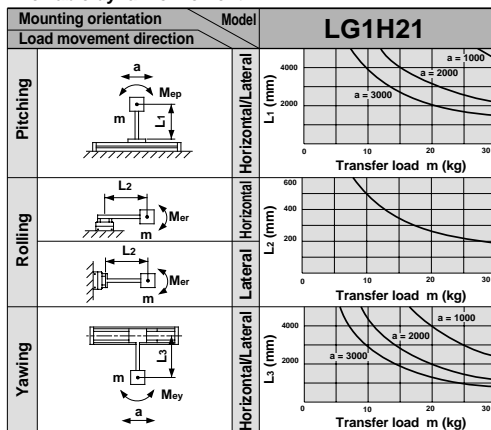 Mounting orientation Model
Load movement direction
LG1H21
Pitching
a
Mep
m
L1
Horizontal/Lateral
L1 (mm)
4000
2000
a = 1000
a = 2000
a = 3000
10 20 30
Transfer load m (kg)
Rolling
L2
Mer
m
Horizontal
L2
Mer
m
Lateral
L2 (mm)
600
400
200
10 20 30
Transfer load m (kg)
Yawing
L3
m
Mey
a
Horizontal/Lateral
L3 (mm)
4000
2000
a = 1000
a = 2000
a = 3000
10 20 30
Transfer load m (kg)